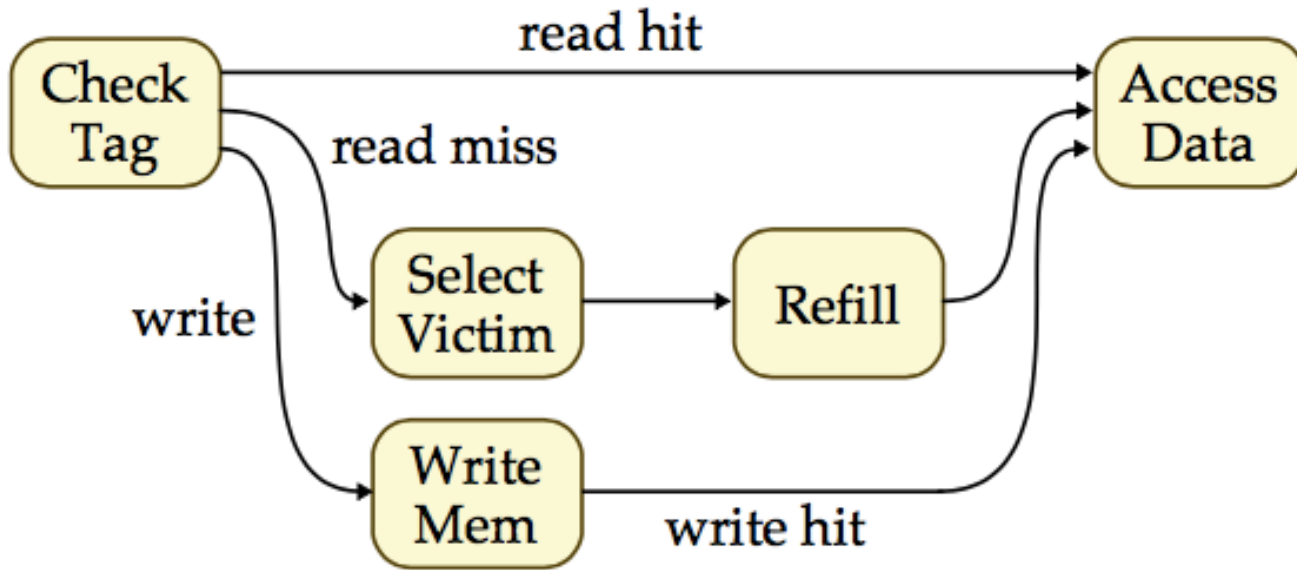 read hit
Check
Tag
Access
Data
read miss
Select
Victim
Refill
write
Write
Mem
write hit